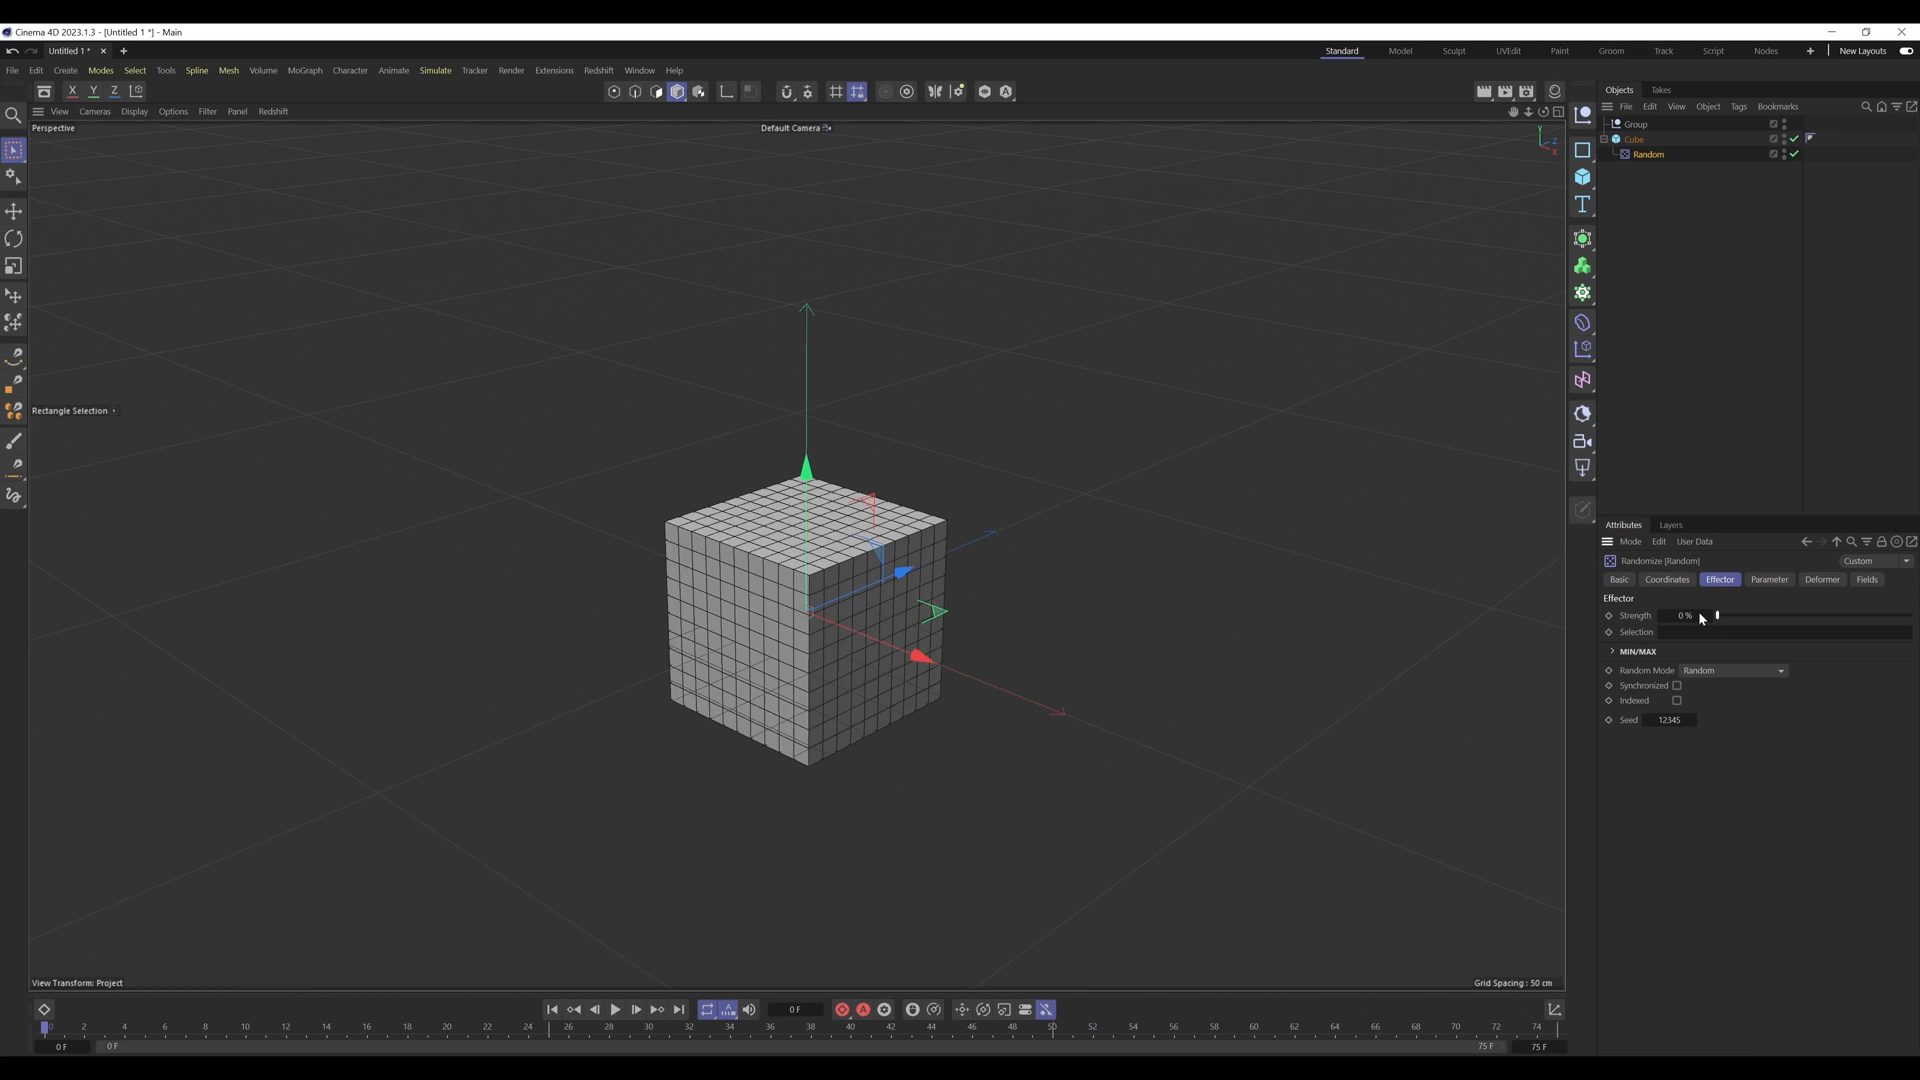 Cinema 4D 2023.1.3 - [Untitled 1 *] - Main
Untitled 1 * × +
Standard Model Sculpt UVEdit Paint Groom Track Script Nodes + New Layouts
File Edit Create Modes Select Tools Spline Mesh Volume MoGraph Character Animate Simulate Tracker Render Extensions Redshift Window Help
X Y Z
Objects Takes
File Edit View Object Tags Bookmarks
View Cameras Display Options Filter Panel Redshift
Perspective
Default Camera
Y
Z
X
Group
Cube
Random
Rectangle Selection
Attributes Layers
Mode Edit User Data
Randomize [Random]
Custom
Basic Coordinates Effector Parameter Deformer Fields
Effector
Strength 0 %
Selection
MIN/MAX
Random Mode Random
Synchronized
Indexed
Seed 12345
View Transform: Project
Grid Spacing : 50 cm
0 F
0 2 4 6 8 10 12 14 16 18 20 22 24 26 28 30 32 34 36 38 40 42 44 46 48 50 52 54 56 58 60 62 64 66 68 70 72 74
0 F 0 F 75 F 75 F